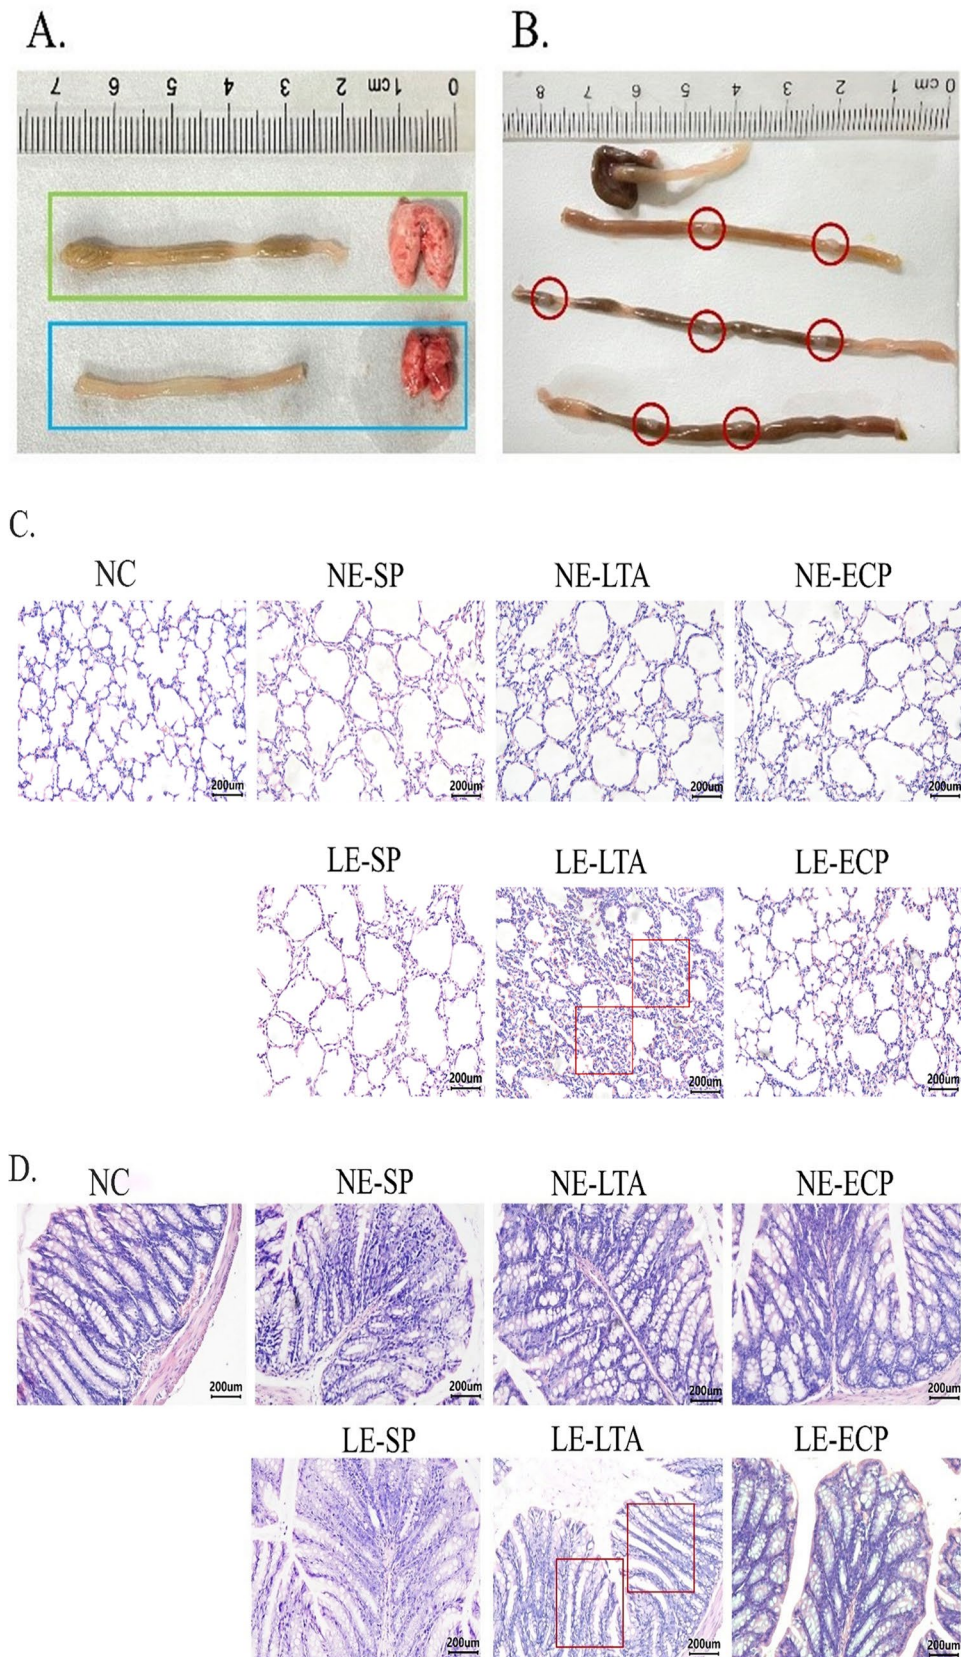 A.
B.
7 6 5 4 3 2 1 cm 0
8 7 6 5 4 3 2 1 cm 0
C.
NC NE-SP NE-LTA NE-ECP
200um 200um 200um 200um
LE-SP LE-LTA LE-ECP
200um 200um 200um
D.
NC NE-SP NE-LTA NE-ECP
200um 200um 200um 200um
LE-SP LE-LTA LE-ECP
200um 200um 200um